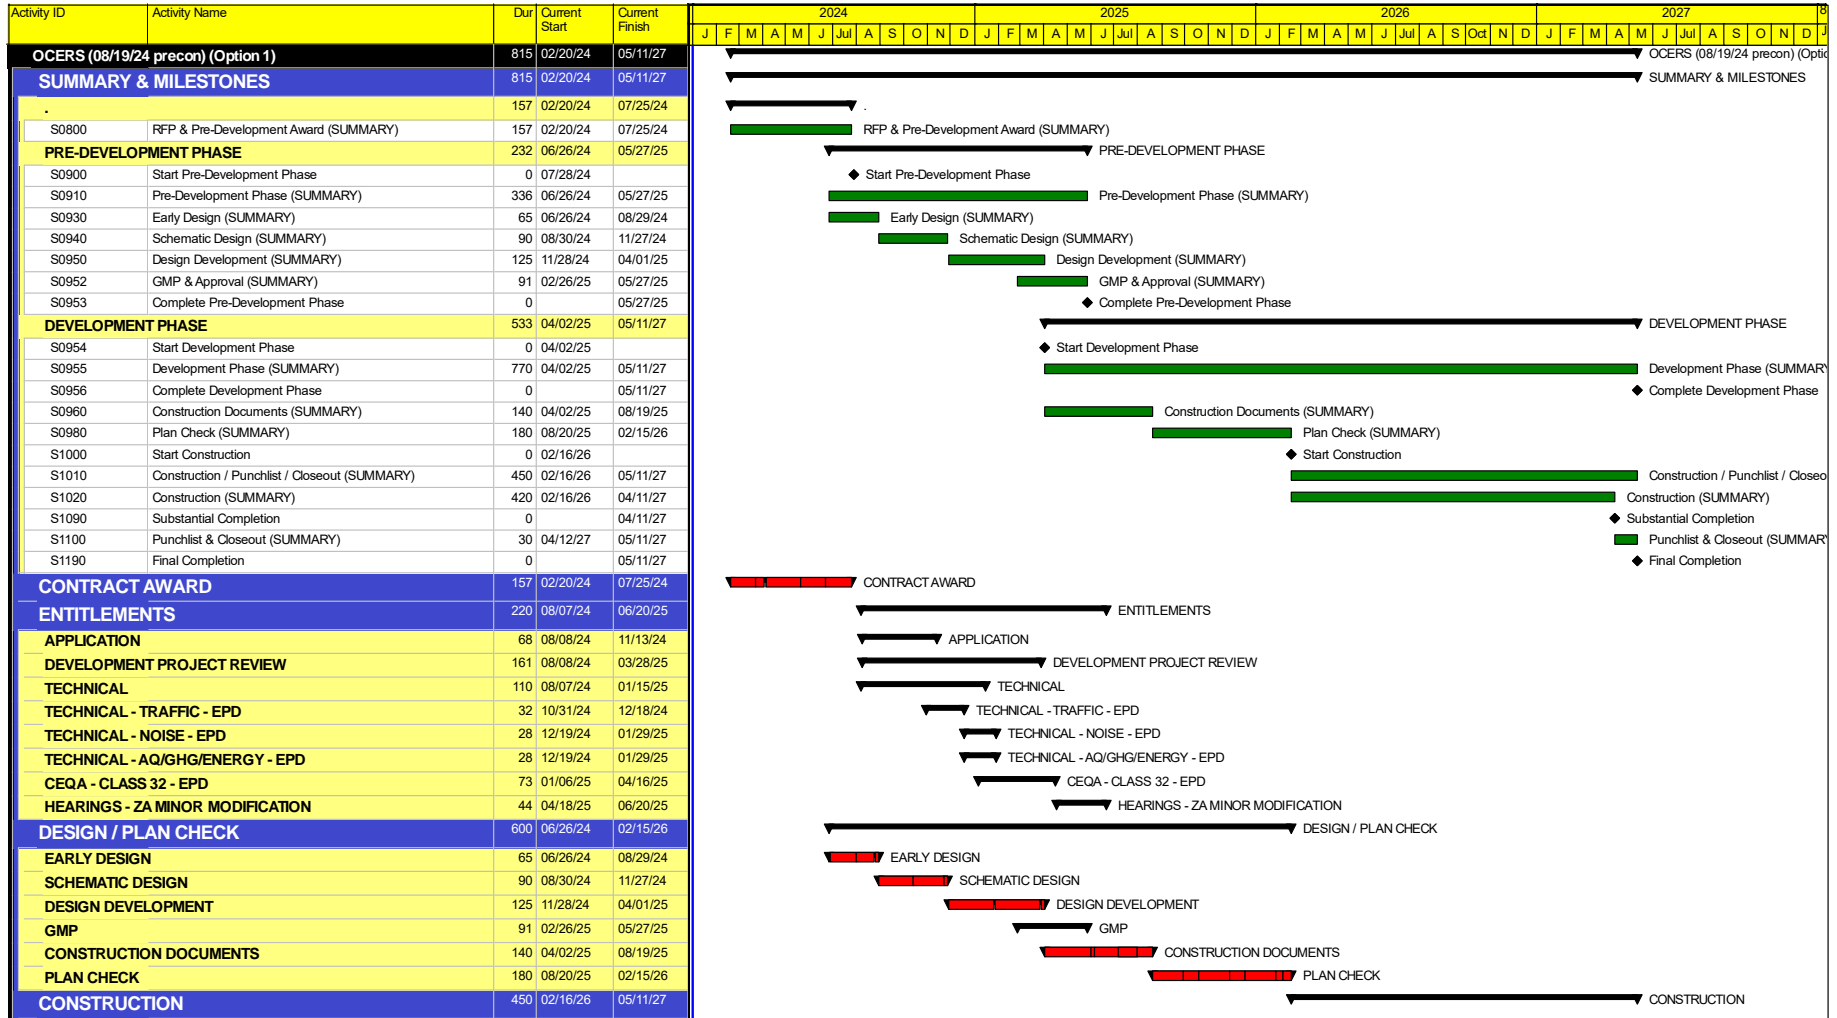 Activity ID Activity Name Dur Current Start Current Finish 2024 2025 2026 2027 8
J F M A M J Jul A S O N D J F M A M J Jul A S O N D J F M A M J Jul A S Oct N D J F M A M J Jul A S O N D J
OCERS (08/19/24 precon) (Option 1) 815 02/20/24 05/11/27 OCERS (08/19/24 precon) (Optio
SUMMARY & MILESTONES 815 02/20/24 05/11/27 SUMMARY & MILESTONES
. 157 02/20/24 07/25/24 .
S0800 RFP & Pre-Development Award (SUMMARY) 157 02/20/24 07/25/24 RFP & Pre-Development Award (SUMMARY)
PRE-DEVELOPMENT PHASE 232 06/26/24 05/27/25 PRE-DEVELOPMENT PHASE
S0900 Start Pre-Development Phase 0 07/28/24 Start Pre-Development Phase
S0910 Pre-Development Phase (SUMMARY) 336 06/26/24 05/27/25 Pre-Development Phase (SUMMARY)
S0930 Early Design (SUMMARY) 65 06/26/24 08/29/24 Early Design (SUMMARY)
S0940 Schematic Design (SUMMARY) 90 08/30/24 11/27/24 Schematic Design (SUMMARY)
S0950 Design Development (SUMMARY) 125 11/28/24 04/01/25 Design Development (SUMMARY)
S0952 GMP & Approval (SUMMARY) 91 02/26/25 05/27/25 GMP & Approval (SUMMARY)
S0953 Complete Pre-Development Phase 0 05/27/25 Complete Pre-Development Phase
DEVELOPMENT PHASE 533 04/02/25 05/11/27 DEVELOPMENT PHASE
S0954 Start Development Phase 0 04/02/25 Start Development Phase
S0955 Development Phase (SUMMARY) 770 04/02/25 05/11/27 Development Phase (SUMMARY
S0956 Complete Development Phase 0 05/11/27 Complete Development Phase
S0960 Construction Documents (SUMMARY) 140 04/02/25 08/19/25 Construction Documents (SUMMARY)
S0980 Plan Check (SUMMARY) 180 08/20/25 02/15/26 Plan Check (SUMMARY)
S1000 Start Construction 0 02/16/26 Start Construction
S1010 Construction / Punchlist / Closeout (SUMMARY) 450 02/16/26 05/11/27 Construction / Punchlist / Closeo
S1020 Construction (SUMMARY) 420 02/16/26 04/11/27 Construction (SUMMARY)
S1090 Substantial Completion 0 04/11/27 Substantial Completion
S1100 Punchlist & Closeout (SUMMARY) 30 04/12/27 05/11/27 Punchlist & Closeout (SUMMARY
S1190 Final Completion 0 05/11/27 Final Completion
CONTRACT AWARD 157 02/20/24 07/25/24 CONTRACT AWARD
ENTITLEMENTS 220 08/07/24 06/20/25 ENTITLEMENTS
APPLICATION 68 08/08/24 11/13/24 APPLICATION
DEVELOPMENT PROJECT REVIEW 161 08/08/24 03/28/25 DEVELOPMENT PROJECT REVIEW
TECHNICAL 110 08/07/24 01/15/25 TECHNICAL
TECHNICAL - TRAFFIC - EPD 32 10/31/24 12/18/24 TECHNICAL - TRAFFIC - EPD
TECHNICAL - NOISE - EPD 28 12/19/24 01/29/25 TECHNICAL - NOISE - EPD
TECHNICAL - AQ/GHG/ENERGY - EPD 28 12/19/24 01/29/25 TECHNICAL - AQ/GHG/ENERGY - EPD
CEQA - CLASS 32 - EPD 73 01/06/25 04/16/25 CEQA - CLASS 32 - EPD
HEARINGS - ZA MINOR MODIFICATION 44 04/18/25 06/20/25 HEARINGS - ZA MINOR MODIFICATION
DESIGN / PLAN CHECK 600 06/26/24 02/15/26 DESIGN / PLAN CHECK
EARLY DESIGN 65 06/26/24 08/29/24 EARLY DESIGN
SCHEMATIC DESIGN 90 08/30/24 11/27/24 SCHEMATIC DESIGN
DESIGN DEVELOPMENT 125 11/28/24 04/01/25 DESIGN DEVELOPMENT
GMP 91 02/26/25 05/27/25 GMP
CONSTRUCTION DOCUMENTS 140 04/02/25 08/19/25 CONSTRUCTION DOCUMENTS
PLAN CHECK 180 08/20/25 02/15/26 PLAN CHECK
CONSTRUCTION 450 02/16/26 05/11/27 CONSTRUCTION